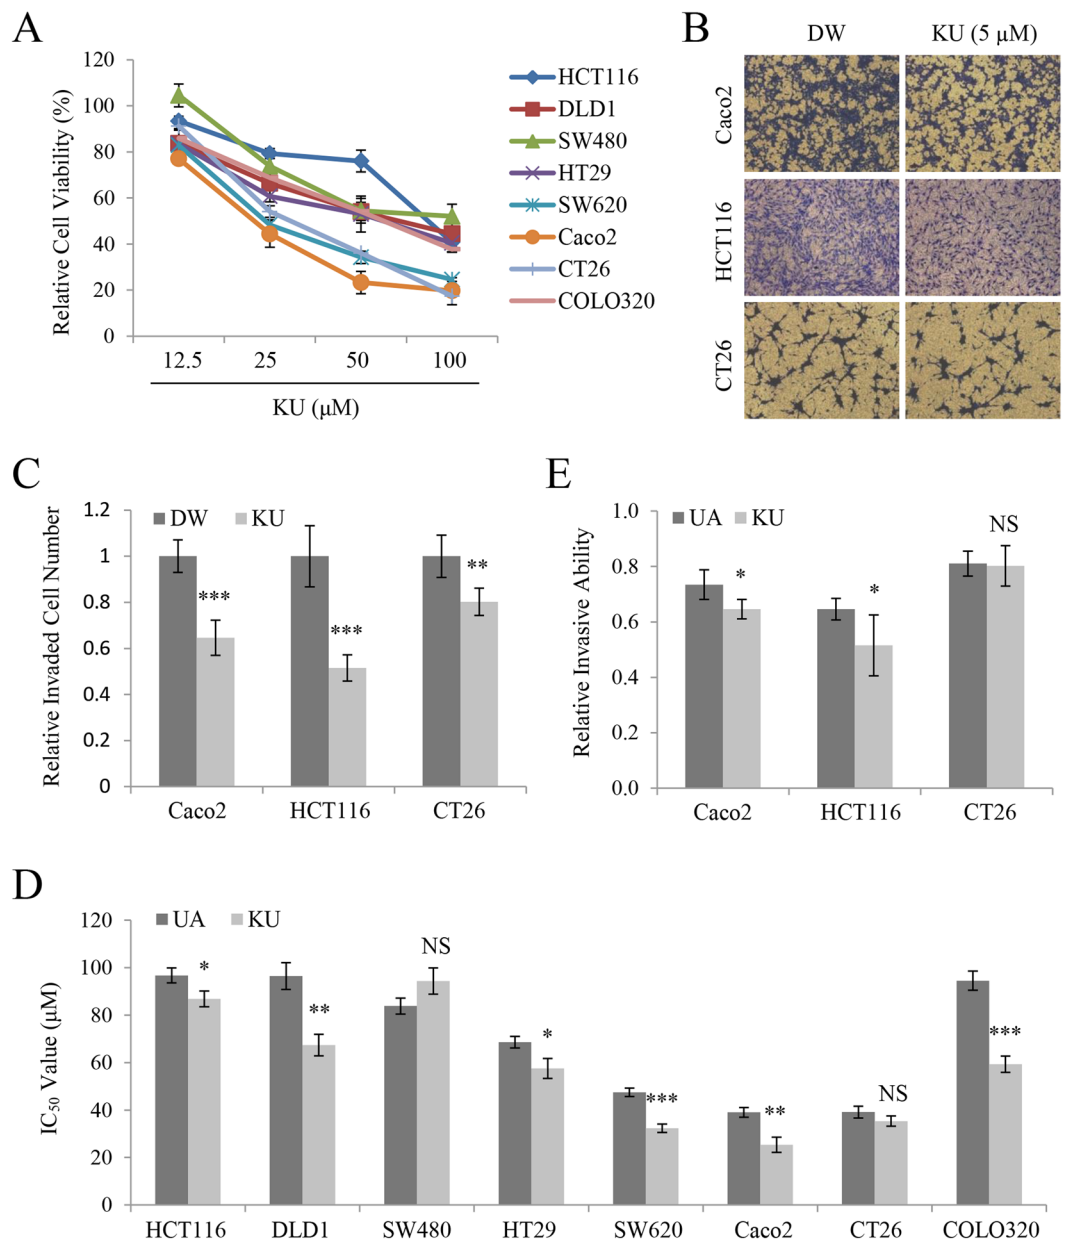 A
Relative Cell Viability (%)
120
100
80
60
40
20
0
12.5 25 50 100
KU (µM)
HCT116
DLD1
SW480
HT29
SW620
Caco2
CT26
COLO320
B
DW KU (5 µM)
Caco2
HCT116
CT26
C
Relative Invaded Cell Number
1.2
1
0.8
0.6
0.4
0.2
0
DW KU
***
***
**
Caco2 HCT116 CT26
E
Relative Invasive Ability
1.0
0.8
0.6
0.4
0.2
0.0
UA KU
*
*
NS
Caco2 HCT116 CT26
D
IC50 Value (µM)
120
100
80
60
40
20
0
UA KU
*
**
NS
*
***
**
NS
***
HCT116 DLD1 SW480 HT29 SW620 Caco2 CT26 COLO320